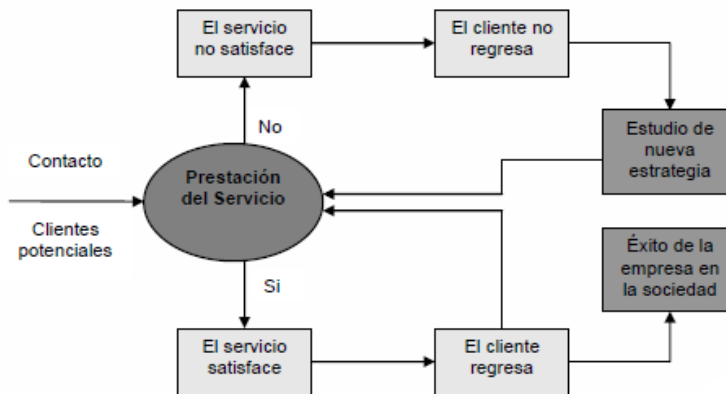 El servicio
no satisface
El cliente no
regresa
No
Estudio de
nueva
estrategia
Contacto
Prestación
del Servicio
Clientes
potenciales
Éxito de la
empresa en
la sociedad
Si
El servicio
satisface
El cliente
regresa